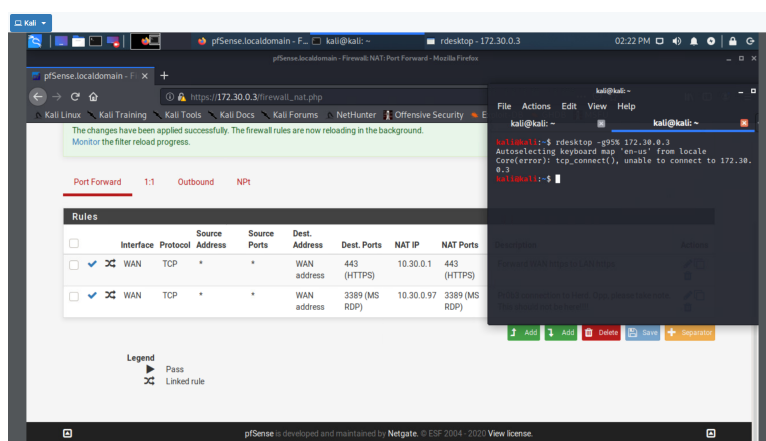 Kali
pfSense.localdomain - F...
kali@kali: ~
rdesktop - 172.30.0.3
02:22 PM
pfSense.localdomain - Firewall: NAT: Port Forward - Mozilla Firefox
pfSense.localdomain - Fi
https://172.30.0.3/firewall_nat.php
Kali Linux
Kali Training
Kali Tools
Kali Docs
Kali Forums
NetHunter
Offensive Security
The changes have been applied successfully. The firewall rules are now reloading in the background.
Monitor the filter reload progress.
Port Forward 1:1 Outbound NPt
Rules
Interface Protocol Source Address Source Ports Dest. Address Dest. Ports NAT IP NAT Ports Description Actions
WAN TCP * * WAN address 443 (HTTPS) 10.30.0.1 443 (HTTPS)
WAN TCP * * WAN address 3389 (MS RDP) 10.30.0.97 3389 (MS RDP)
Add Add Delete Save Separator
Legend
Pass
Linked rule
pfSense is developed and maintained by Netgate. © ESF 2004 - 2020 View license.
kali@kali: ~
File Actions Edit View Help
kali@kali: ~
kali@kali: ~
kali@kali:~$ rdesktop -g95% 172.30.0.3
Autoselecting keyboard map 'en-us' from locale
Core(error): tcp_connect(), unable to connect to 172.30.
0.3
kali@kali:~$